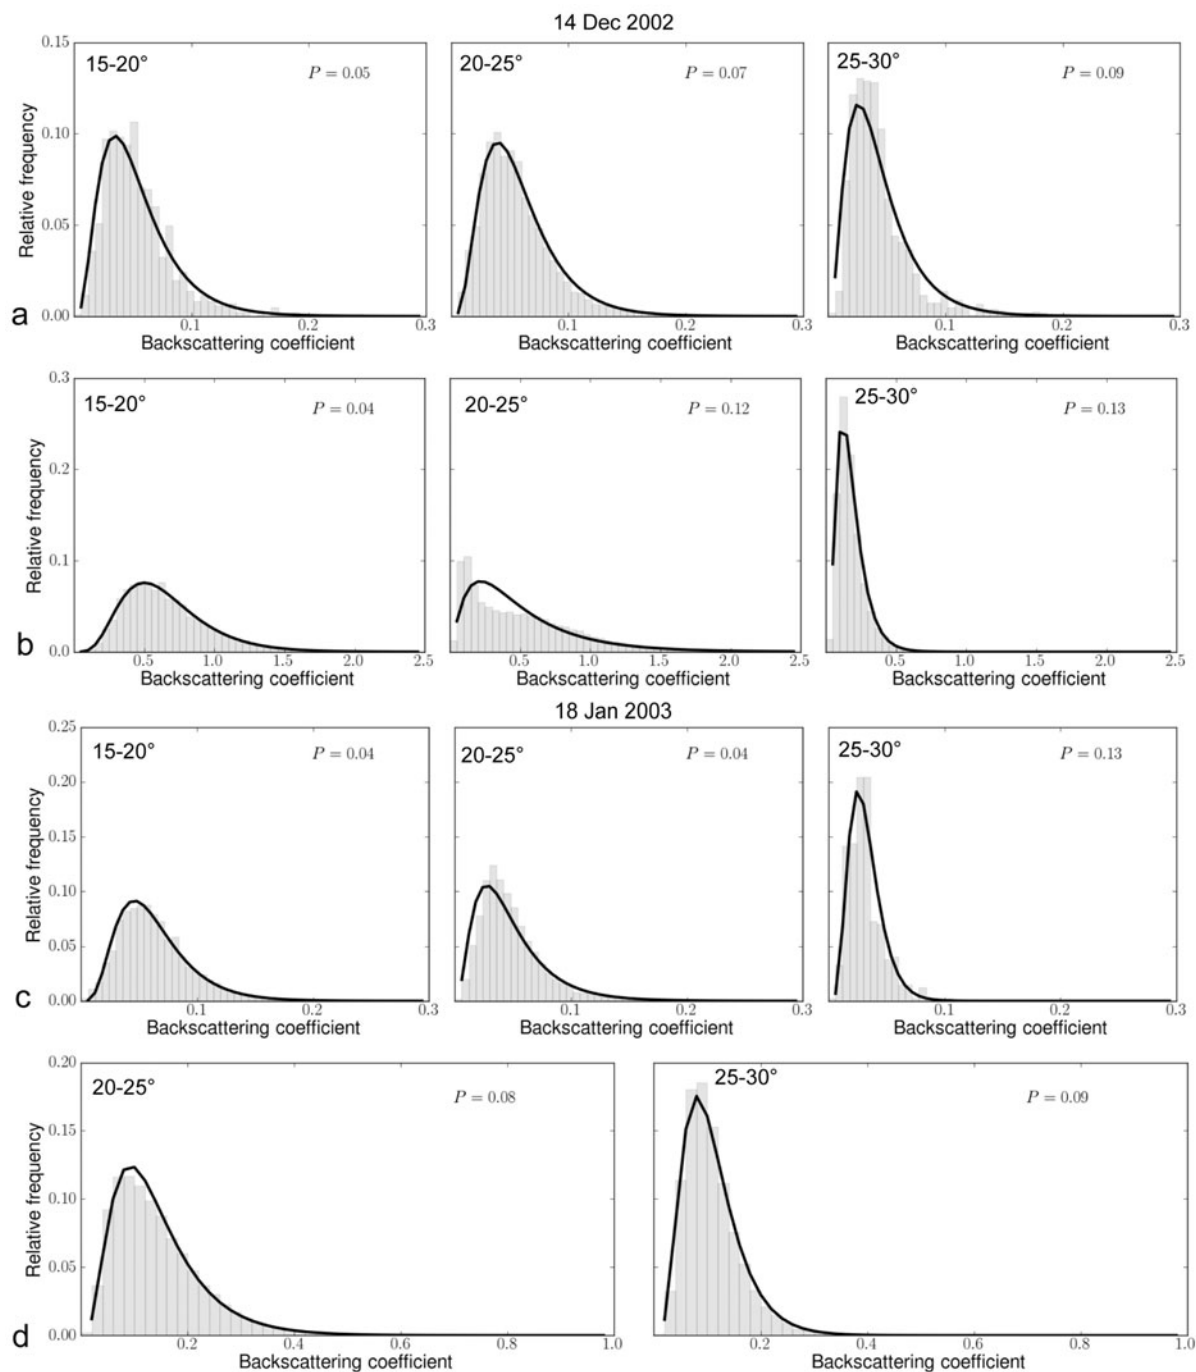 14 Dec 2002
15-20°
P = 0.05
20-25°
P = 0.07
25-30°
P = 0.09
Relative frequency
0.15
0.10
0.05
0.00
0.1 0.2 0.3
0.1 0.2 0.3
0.1 0.2 0.3
a
Backscattering coefficient
Backscattering coefficient
Backscattering coefficient
15-20°
P = 0.04
20-25°
P = 0.12
25-30°
P = 0.13
Relative frequency
0.3
0.2
0.1
0.0
0.5 1.0 1.5 2.0 2.5
0.5 1.0 1.5 2.0 2.5
0.5 1.0 1.5 2.0 2.5
b
Backscattering coefficient
Backscattering coefficient
Backscattering coefficient
18 Jan 2003
15-20°
P = 0.04
20-25°
P = 0.04
25-30°
P = 0.13
Relative frequency
0.25
0.20
0.15
0.10
0.05
0.00
0.1 0.2 0.3
0.1 0.2 0.3
0.1 0.2 0.3
c
Backscattering coefficient
Backscattering coefficient
Backscattering coefficient
20-25°
P = 0.08
25-30°
P = 0.09
Relative frequency
0.20
0.15
0.10
0.05
0.00
0.2 0.4 0.6 0.8 1.0
0.2 0.4 0.6 0.8 1.0
d
Backscattering coefficient
Backscattering coefficient